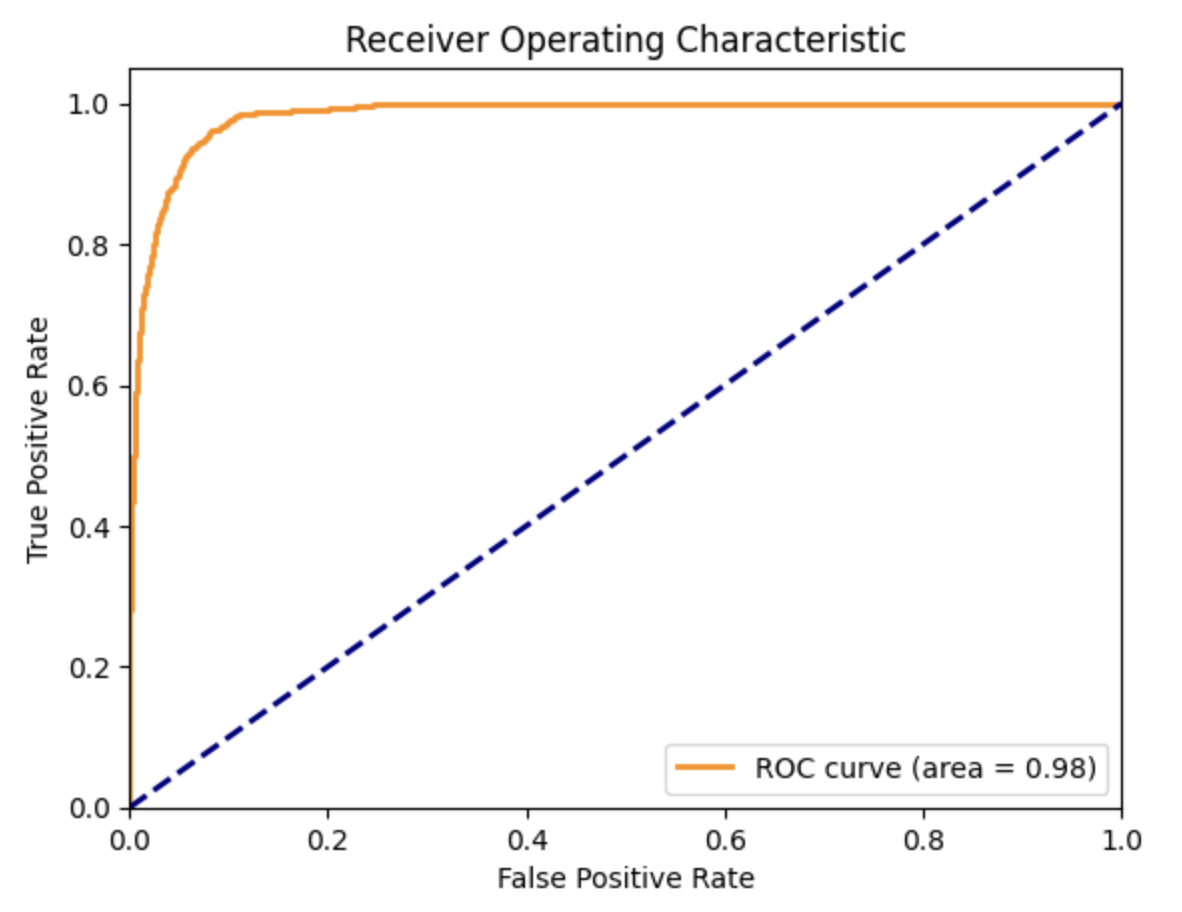 Receiver Operating Characteristic
1.0
0.8
0.6
0.4
0.2
0.0
True Positive Rate
ROC curve (area = 0.98)
0.0 0.2 0.4 0.6 0.8 1.0
False Positive Rate